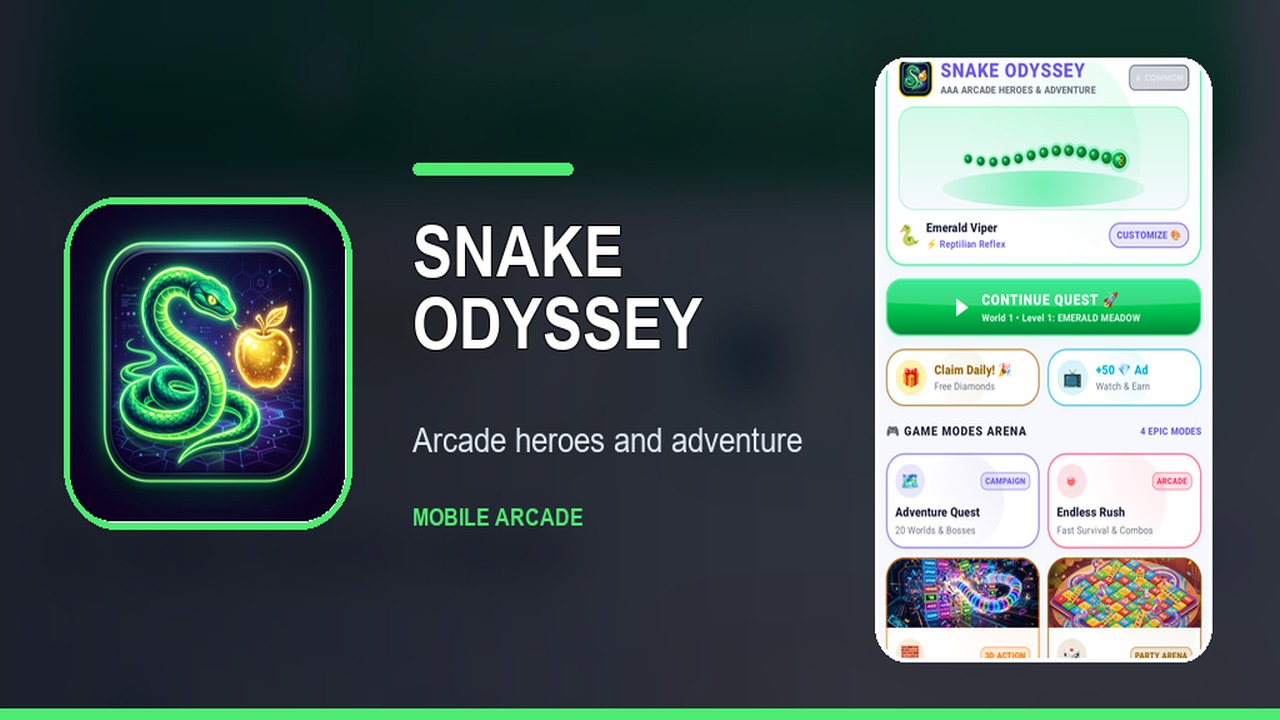 SNAKE
ODYSSEY
Arcade heroes and adventure
MOBILE ARCADE
SNAKE ODYSSEY
AAA ARCADE HEROES & ADVENTURE
COMMON
Emerald Viper
Reptilian Reflex
CUSTOMIZE
CONTINUE QUEST
World 1 • Level 1: EMERALD MEADOW
Claim Daily!
Free Diamonds
+50 💎 Ad
Watch & Earn
GAME MODES ARENA
4 EPIC MODES
CAMPAIGN
Adventure Quest
20 Worlds & Bosses
ARCADE
Endless Rush
Fast Survival & Combos
3D ACTION
PARTY ARENA